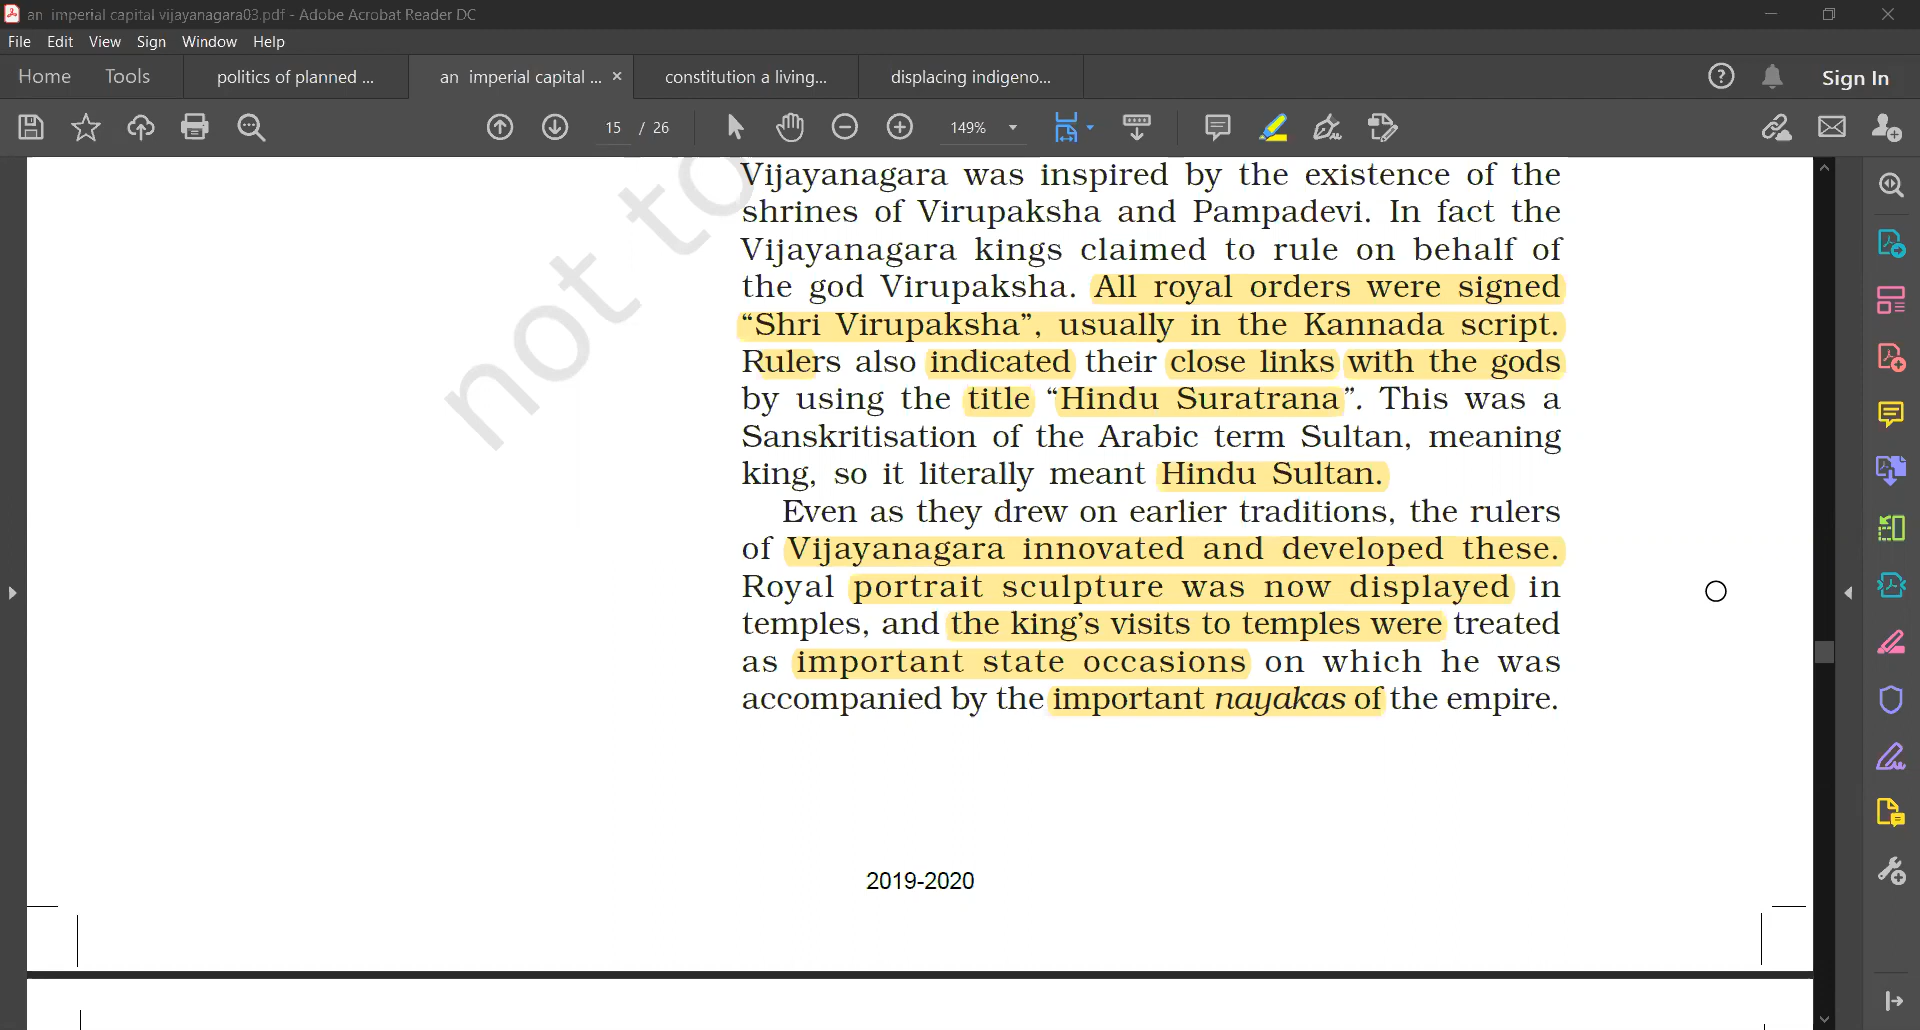 an imperial capital vijayanagara03.pdf - Adobe Acrobat Reader DC
File Edit View Sign Window Help
Home Tools politics of planned ... an imperial capital ... × constitution a living... displacing indigeno... ? Sign In
15 / 26 149%
not to
Vijayanagara was inspired by the existence of the
shrines of Virupaksha and Pampadevi. In fact the
Vijayanagara kings claimed to rule on behalf of
the god Virupaksha. All royal orders were signed
“Shri Virupaksha”, usually in the Kannada script.
Rulers also indicated their close links with the gods
by using the title “Hindu Suratrana”. This was a
Sanskritisation of the Arabic term Sultan, meaning
king, so it literally meant Hindu Sultan.
Even as they drew on earlier traditions, the rulers
of Vijayanagara innovated and developed these.
Royal portrait sculpture was now displayed in
temples, and the king’s visits to temples were treated
as important state occasions on which he was
accompanied by the important nayakas of the empire.
2019-2020